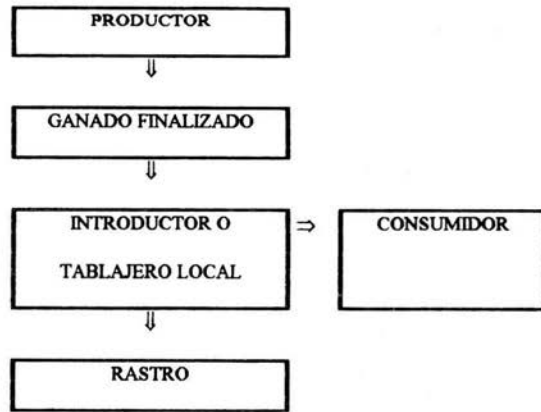 PRODUCTOR
⇓
GANADO FINALIZADO
⇓
INTRODUCTOR O ⇒ CONSUMIDOR
TABLAJERO LOCAL
⇓
RASTRO